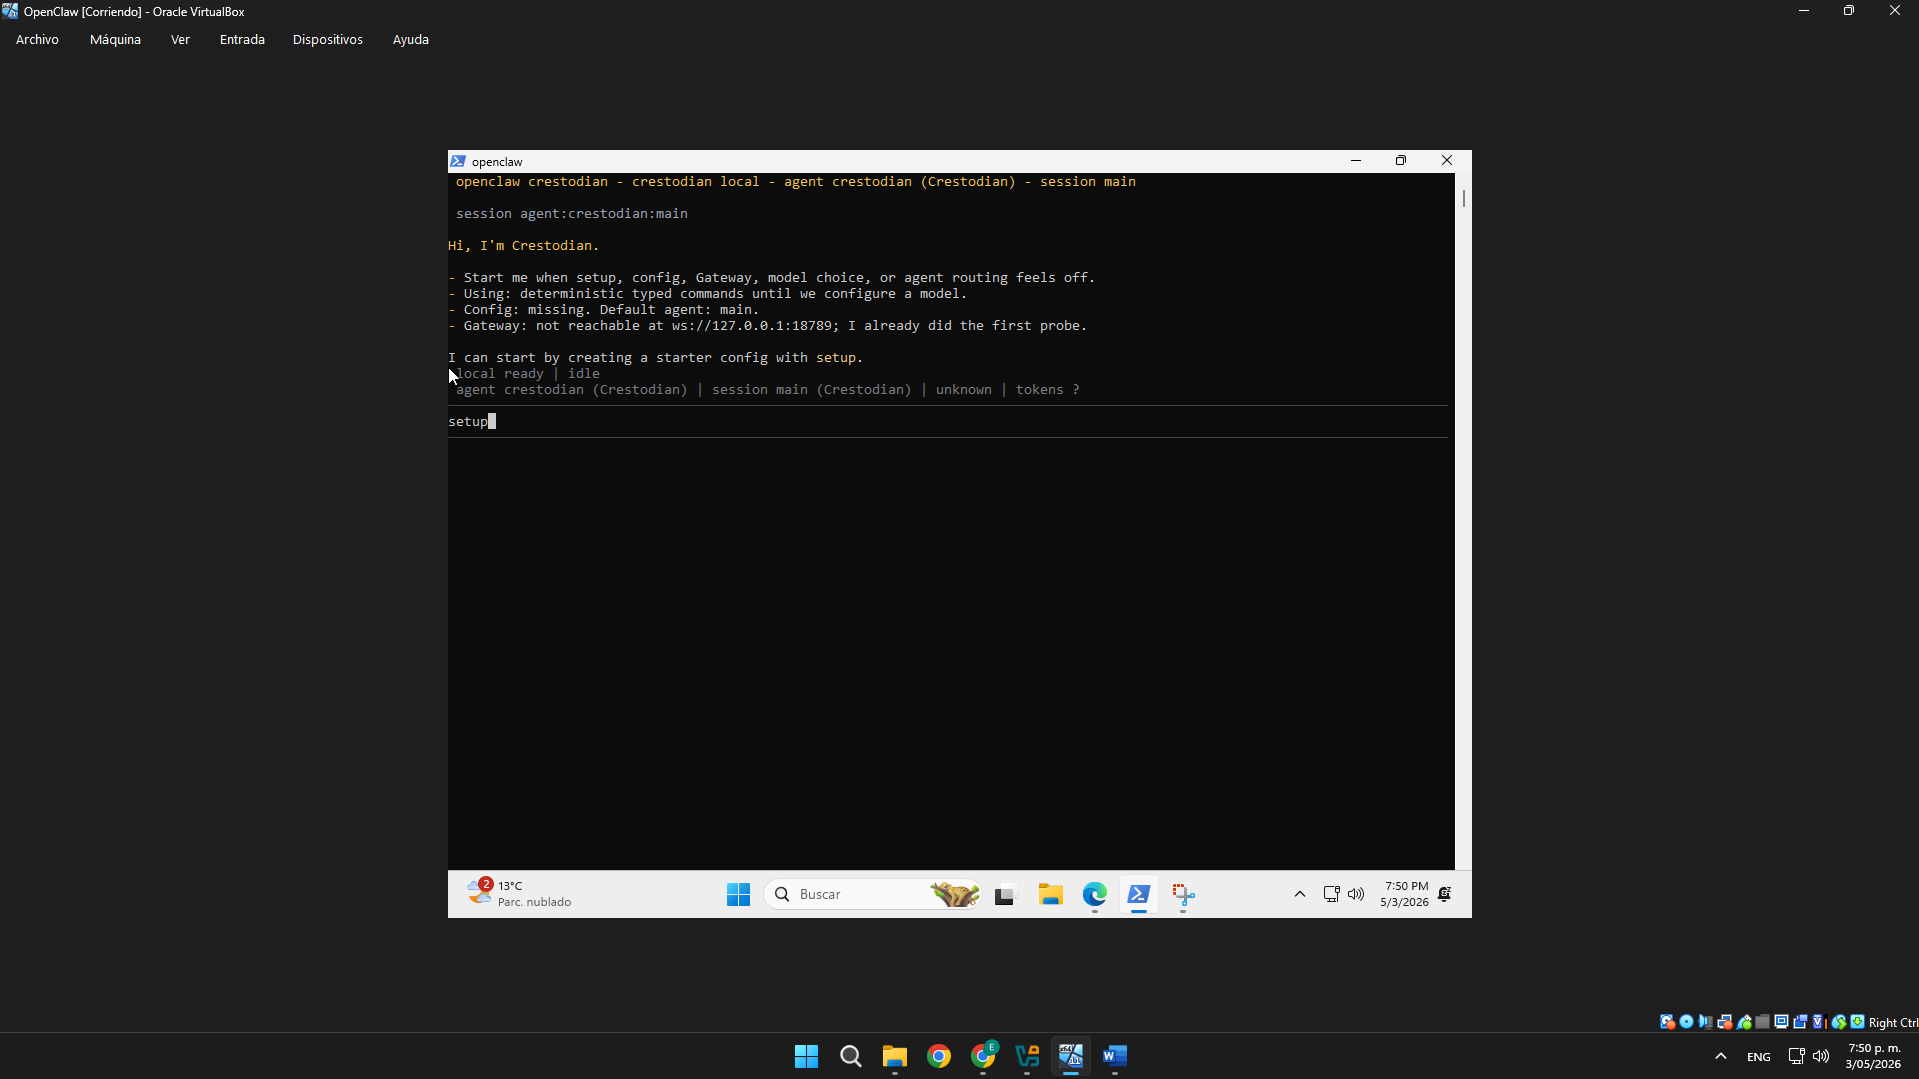 OpenClaw [Corriendo] - Oracle VirtualBox
Archivo Máquina Ver Entrada Dispositivos Ayuda
openclaw
openclaw crestodian - crestodian local - agent crestodian (Crestodian) - session main
session agent:crestodian:main
Hi, I'm Crestodian.
- Start me when setup, config, Gateway, model choice, or agent routing feels off.
- Using: deterministic typed commands until we configure a model.
- Config: missing. Default agent: main.
- Gateway: not reachable at ws://127.0.0.1:18789; I already did the first probe.
I can start by creating a starter config with setup.
local ready | idle
agent crestodian (Crestodian) | session main (Crestodian) | unknown | tokens ?
setup
2
13°C
Parc. nublado
Buscar
7:50 PM
5/3/2026
Right Ctrl
E
ENG
7:50 p. m.
3/05/2026